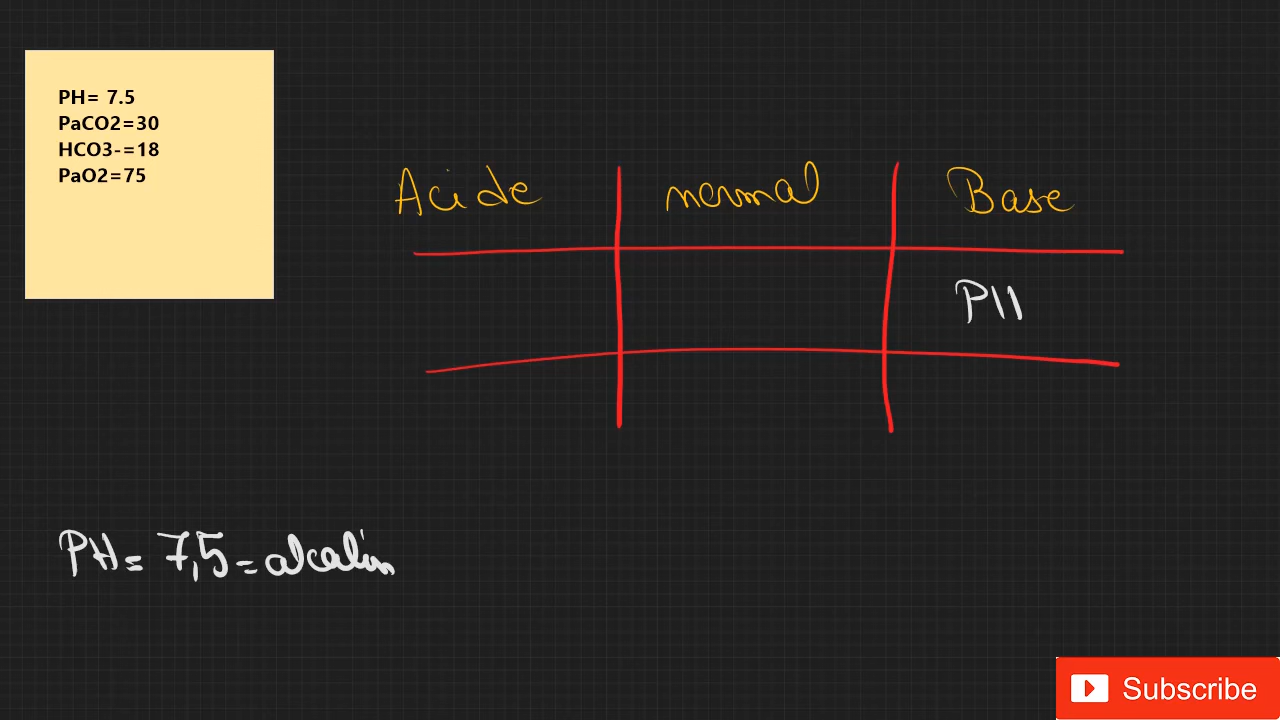 PH= 7.5
PaCO2=30
HCO3-=18
PaO2=75
Acide normal Base
PH
PH= 7,5= alcalin
Subscribe